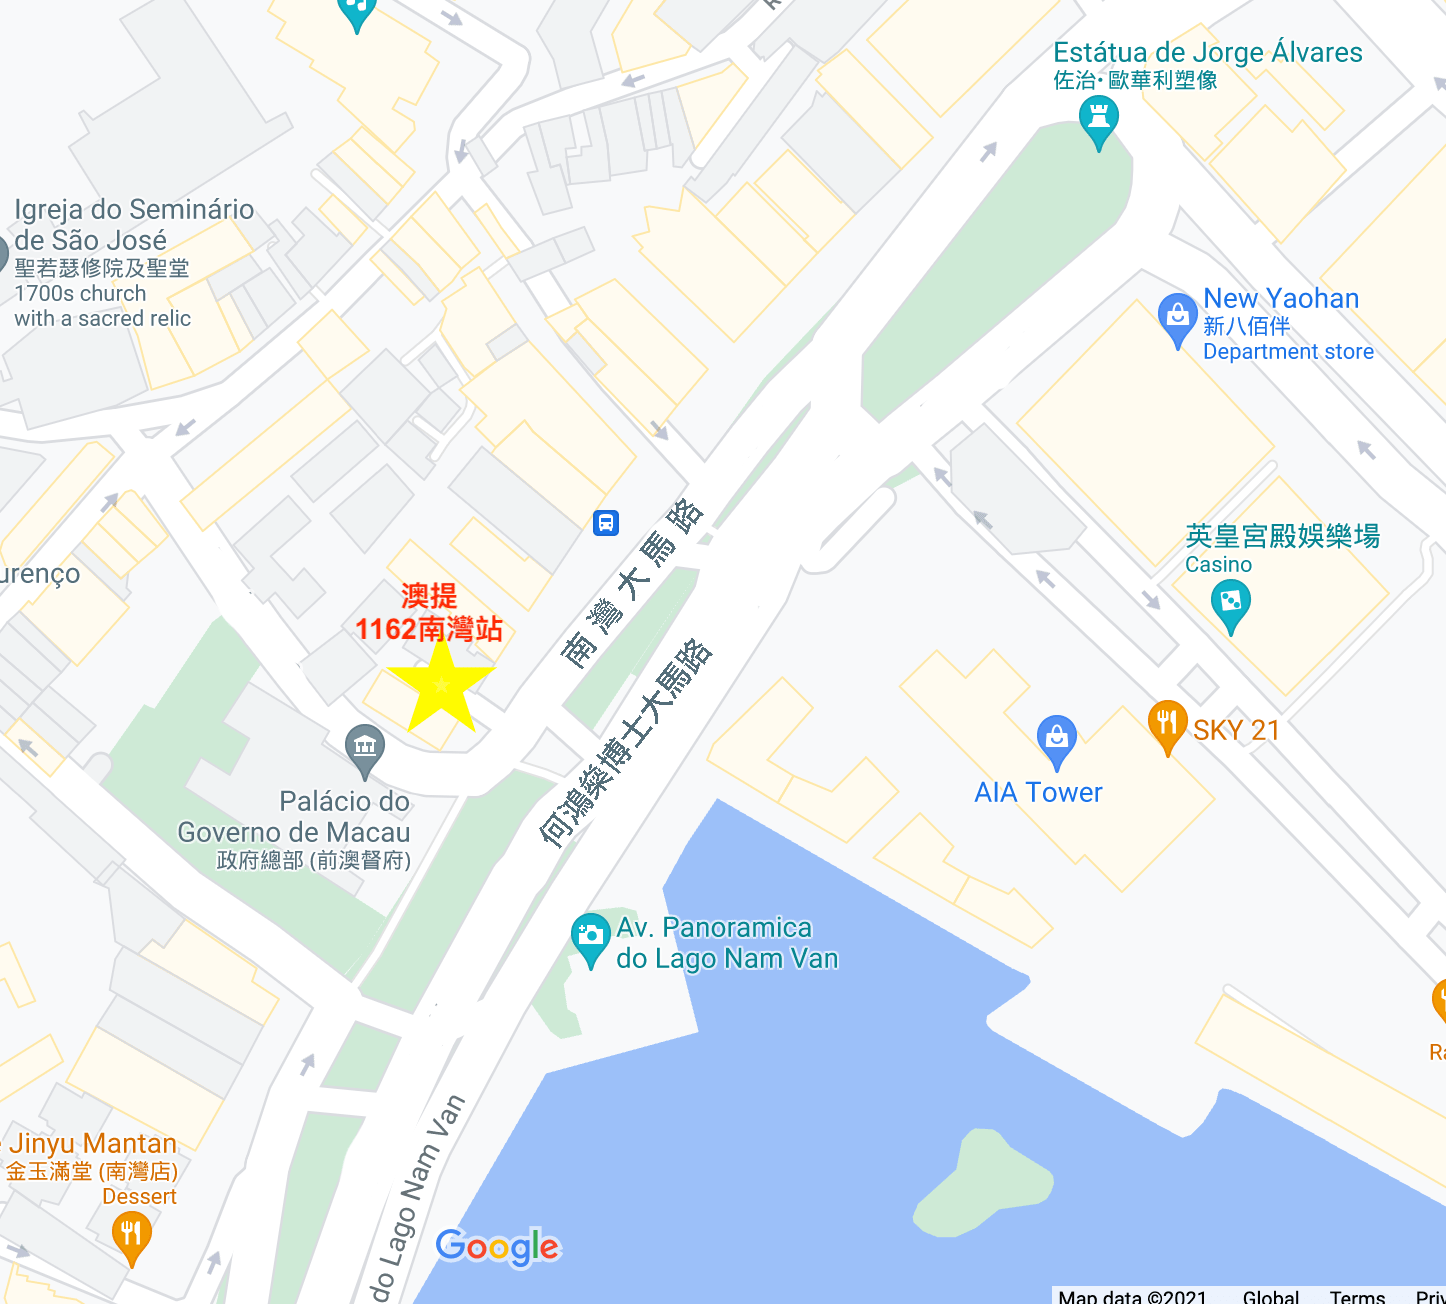 Estátua de Jorge Álvares
佐治·歐華利塑像
Igreja do Seminário
de São José
聖若瑟修院及聖堂
1700s church
with a sacred relic
New Yaohan
新八佰伴
Department store
南灣大馬路
英皇宮殿娛樂場
Casino
urenço
澳提
1162南灣站
何鴻燊博士大馬路
SKY 21
AIA Tower
Palácio do
Governo de Macau
政府總部 (前澳督府)
Av. Panoramica
do Lago Nam Van
Ra
Jinyu Mantan
金玉滿堂 (南灣店)
Dessert
do Lago Nam Van
Google
Map data ©2021 Global Terms Priv